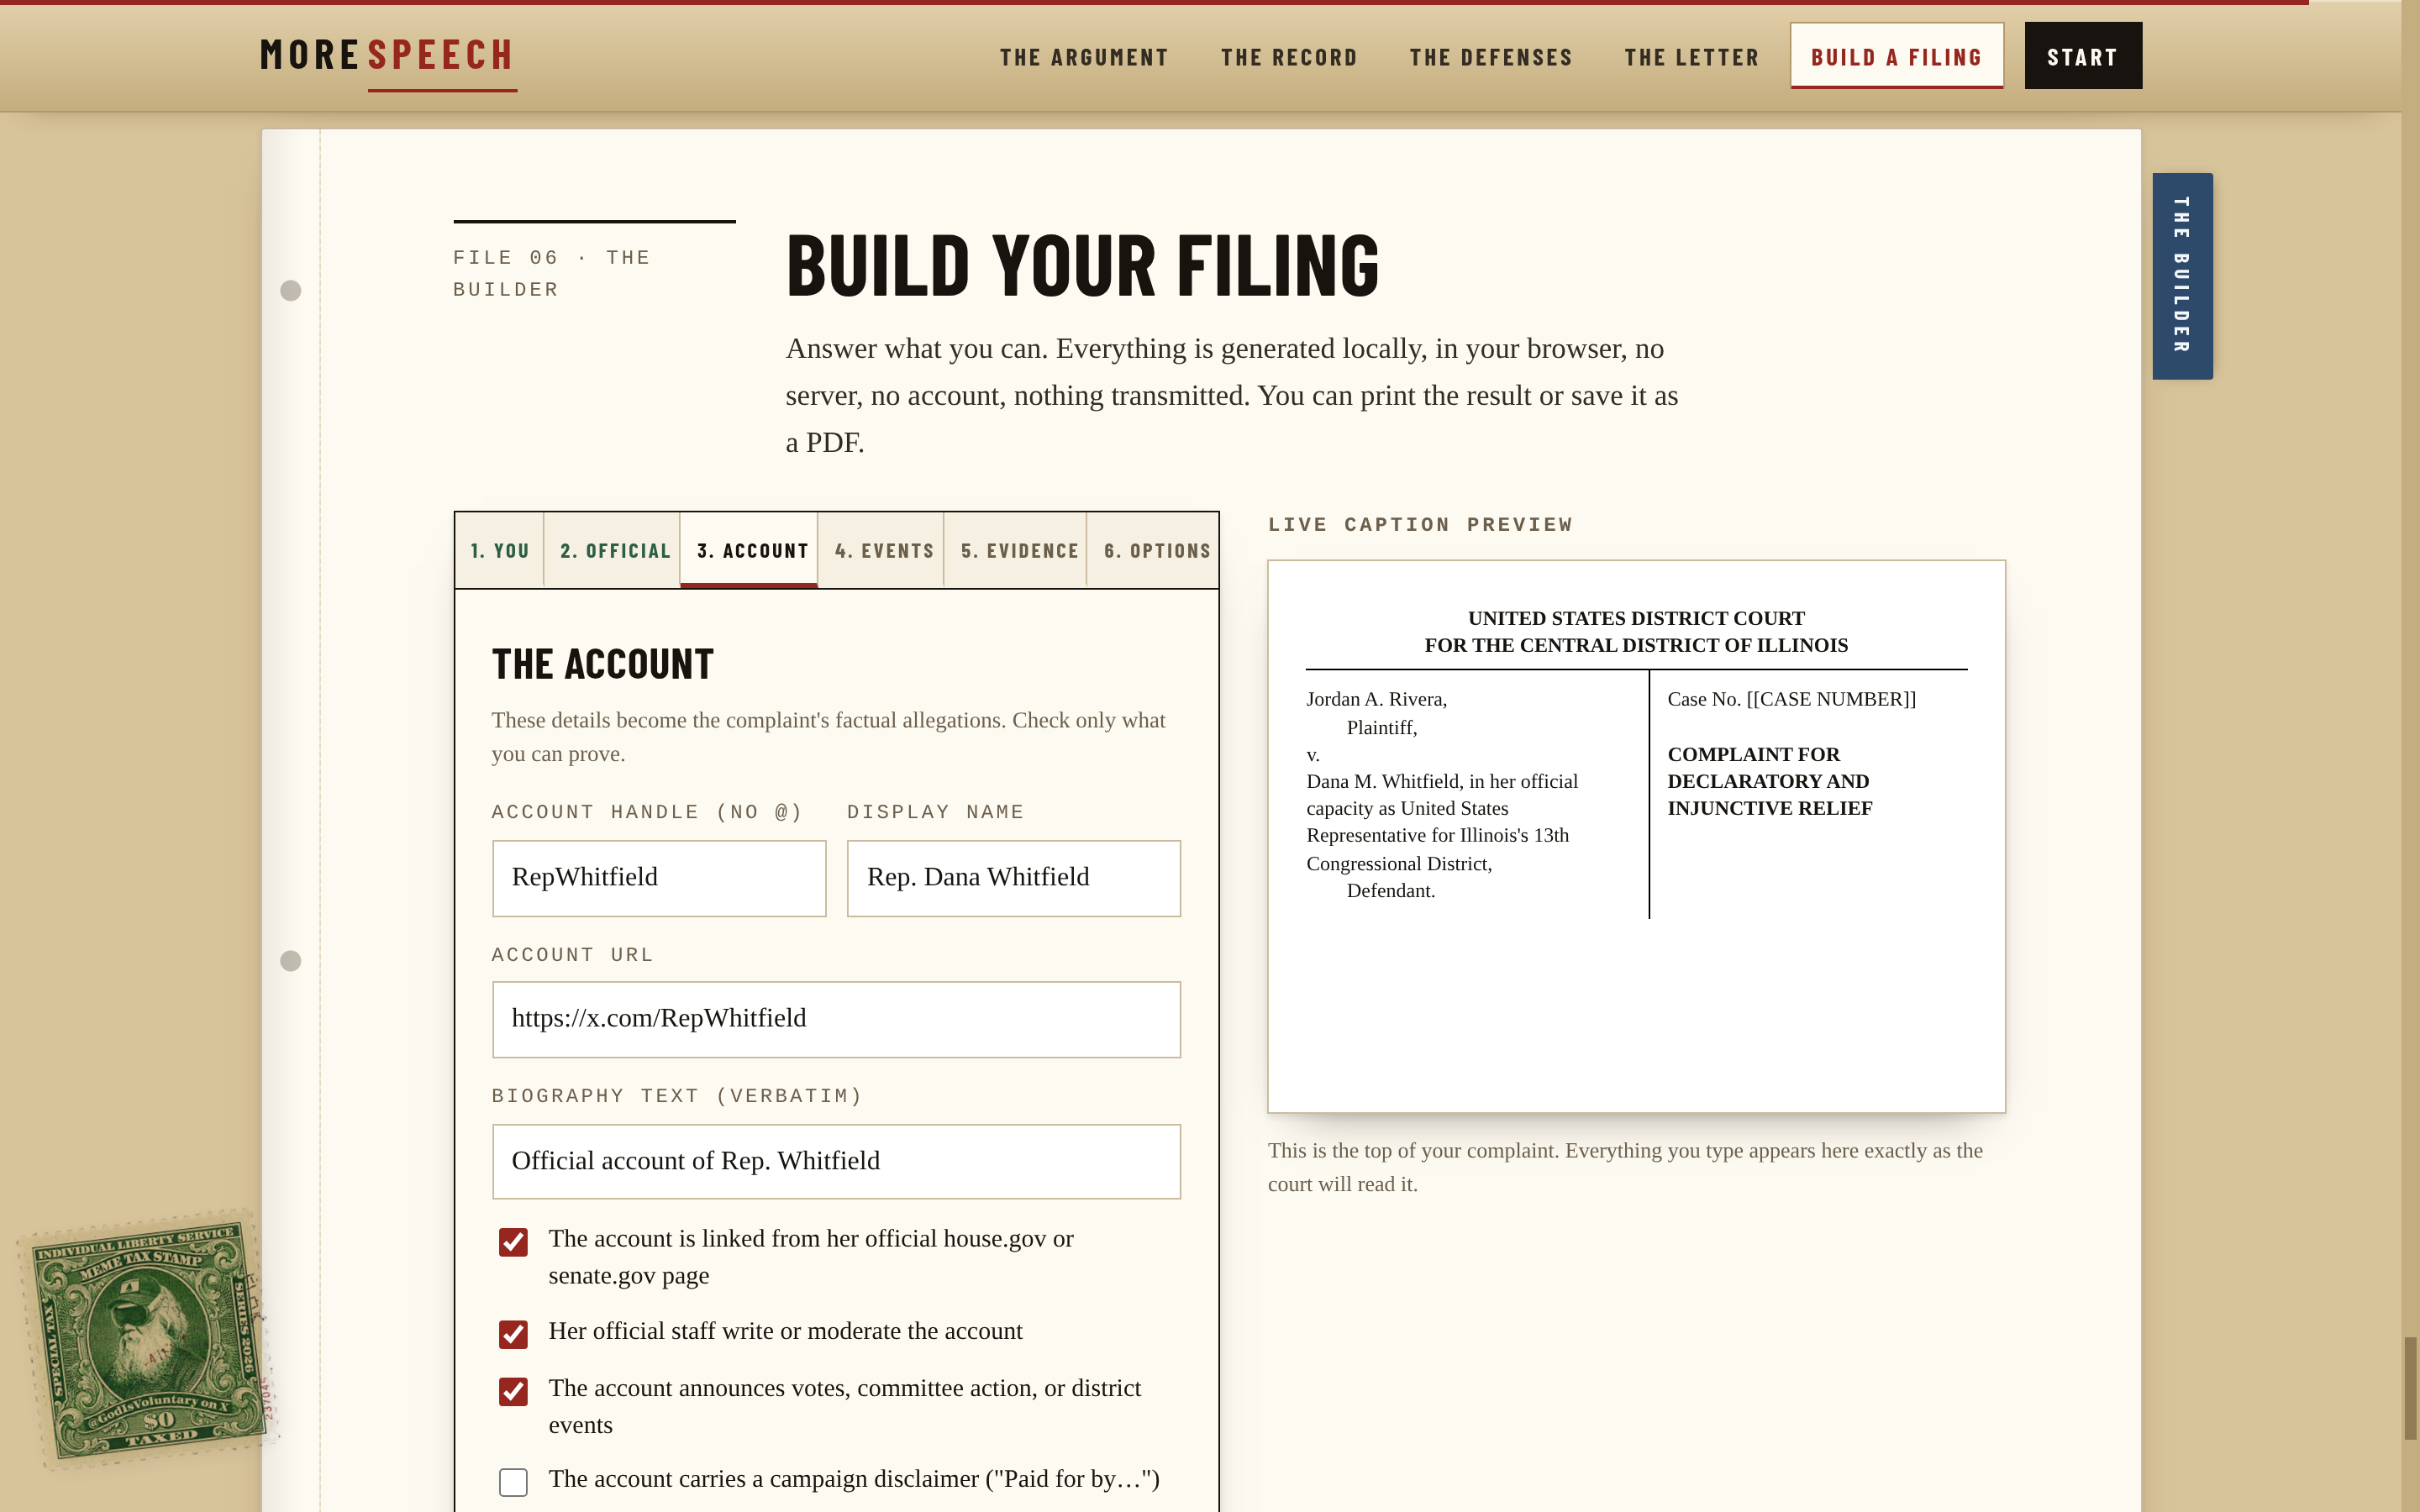 MORE SPEECH
THE ARGUMENT
THE RECORD
THE DEFENSES
THE LETTER
BUILD A FILING
START
THE BUILDER
FILE 06 · THE
BUILDER
BUILD YOUR FILING
Answer what you can. Everything is generated locally, in your browser, no
server, no account, nothing transmitted. You can print the result or save it as
a PDF.
1. YOU
2. OFFICIAL
3. ACCOUNT
4. EVENTS
5. EVIDENCE
6. OPTIONS
THE ACCOUNT
These details become the complaint's factual allegations. Check only what
you can prove.
ACCOUNT HANDLE (NO @)
DISPLAY NAME
RepWhitfield
Rep. Dana Whitfield
ACCOUNT URL
https://x.com/RepWhitfield
BIOGRAPHY TEXT (VERBATIM)
Official account of Rep. Whitfield
The account is linked from her official house.gov or
senate.gov page
Her official staff write or moderate the account
The account announces votes, committee action, or district
events
The account carries a campaign disclaimer ("Paid for by…")
LIVE CAPTION PREVIEW
UNITED STATES DISTRICT COURT
FOR THE CENTRAL DISTRICT OF ILLINOIS
Jordan A. Rivera,
Plaintiff,
v.
Dana M. Whitfield, in her official
capacity as United States
Representative for Illinois's 13th
Congressional District,
Defendant.
Case No. [[CASE NUMBER]]
COMPLAINT FOR
DECLARATORY AND
INJUNCTIVE RELIEF
This is the top of your complaint. Everything you type appears here exactly as the
court will read it.
INDIVIDUAL LIBERTY SERVICE
MEME TAX STAMP
SPECIAL TAX
SERIES 2026
@GodIsVoluntary on X
$0
TAXED